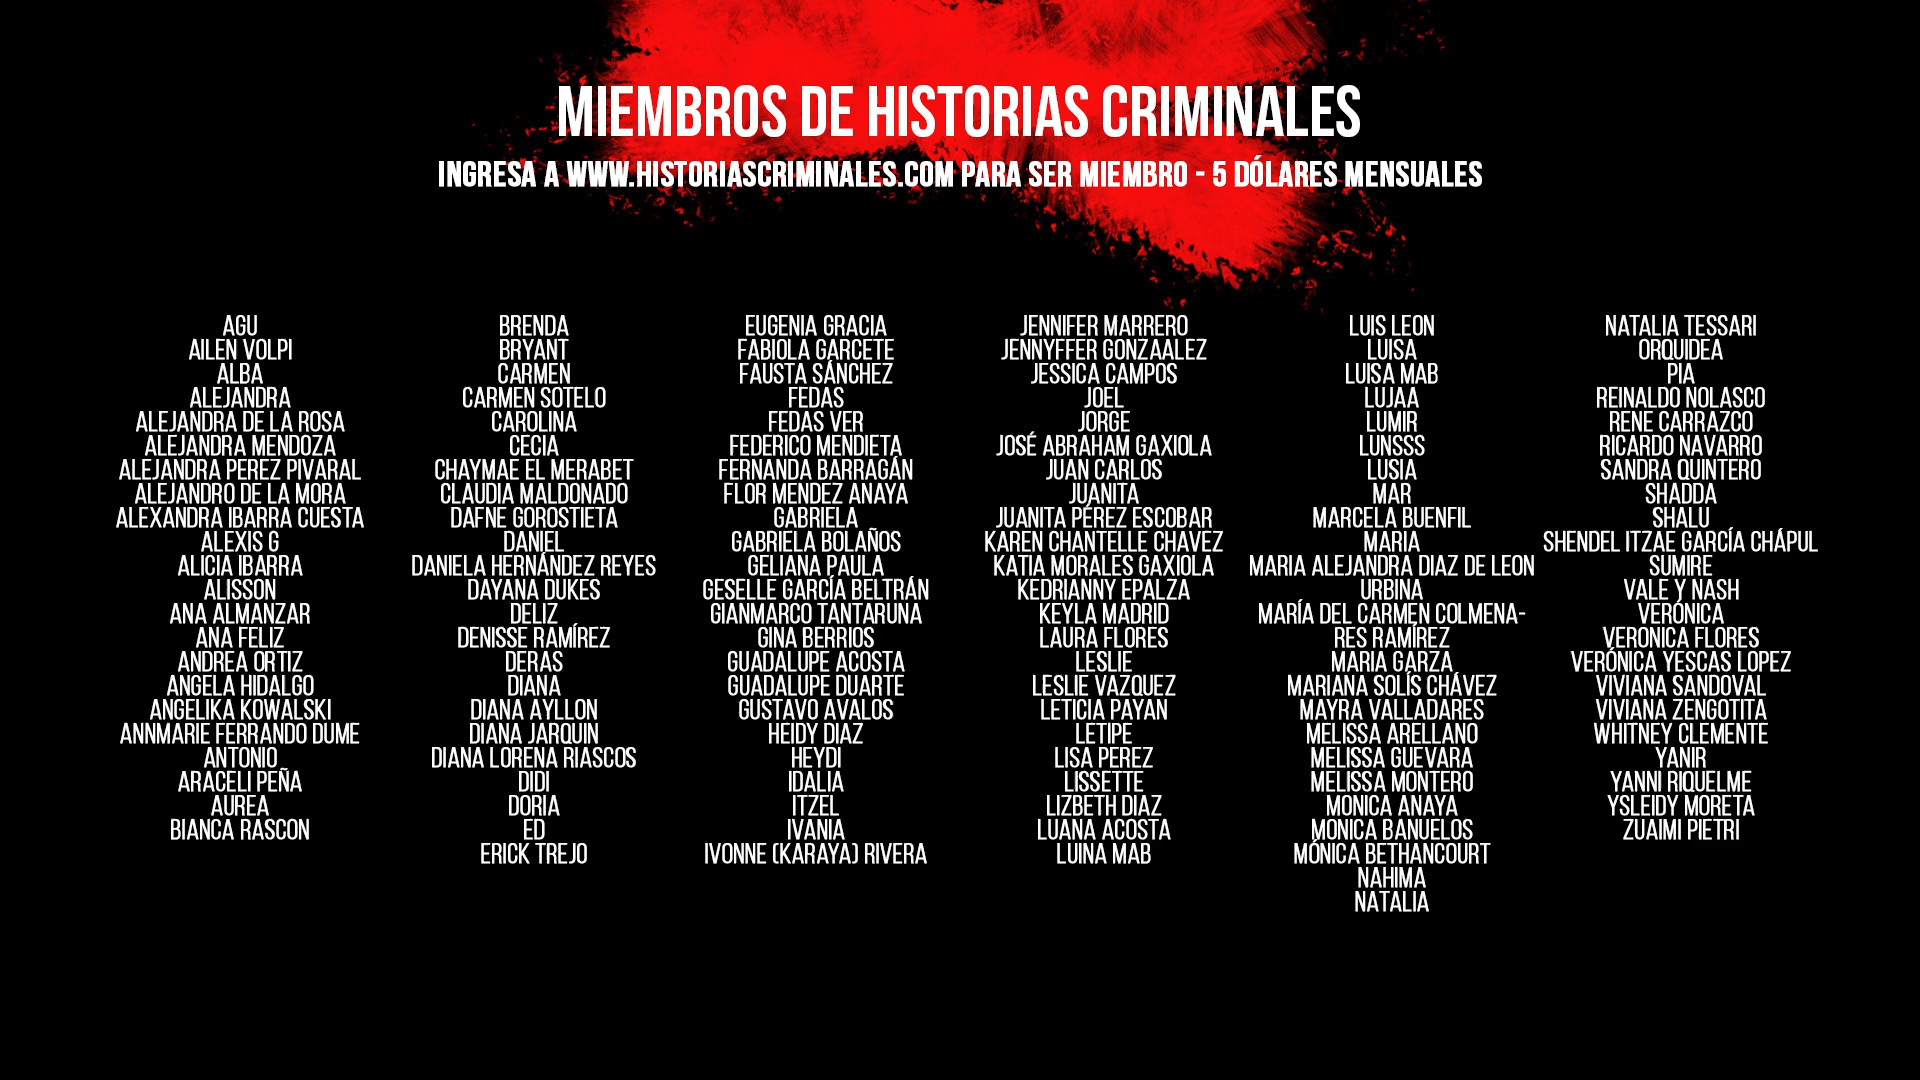 MIEMBROS DE HISTORIAS CRIMINALES
INGRESA A WWW.HISTORIASCRIMINALES.COM PARA SER MIEMBRO - 5 DÓLARES MENSUALES
AGU
AILEN VOLPI
ALBA
ALEJANDRA
ALEJANDRA DE LA ROSA
ALEJANDRA MENDOZA
ALEJANDRA PEREZ PIVARAL
ALEJANDRO DE LA MORA
ALEXANDRA IBARRA CUESTA
ALEXIS G
ALICIA IBARRA
ALISSON
ANA ALMANZAR
ANA FELIZ
ANDREA ORTIZ
ANGELA HIDALGO
ANGELIKA KOWALSKI
ANNMARIE FERRANDO DUME
ANTONIO
ARACELI PEÑA
AUREA
BIANCA RASCON
BRENDA
BRYANT
CARMEN
CARMEN SOTELO
CAROLINA
CECIA
CHAYMAE EL MERABET
CLAUDIA MALDONADO
DAFNE GOROSTIETA
DANIEL
DANIELA HERNÁNDEZ REYES
DAYANA DUKES
DELIZ
DENISSE RAMÍREZ
DERAS
DIANA
DIANA AYLLON
DIANA JARQUIN
DIANA LORENA RIASCOS
DIDI
DORIA
ED
ERICK TREJO
EUGENIA GRACIA
FABIOLA GARCETE
FAUSTA SÁNCHEZ
FEDAS
FEDAS VER
FEDERICO MENDIETA
FERNANDA BARRAGÁN
FLOR MENDEZ ANAYA
GABRIELA
GABRIELA BOLAÑOS
GELIANA PAULA
GESELLE GARCÍA BELTRÁN
GIANMARCO TANTARUNA
GINA BERRIOS
GUADALUPE ACOSTA
GUADALUPE DUARTE
GUSTAVO AVALOS
HEIDY DIAZ
HEYDI
IDALIA
ITZEL
IVANIA
IVONNE (KARAYA) RIVERA
JENNIFER MARRERO
JENNYFFER GONZAALEZ
JESSICA CAMPOS
JOEL
JORGE
JOSÉ ABRAHAM GAXIOLA
JUAN CARLOS
JUANITA
JUANITA PÉREZ ESCOBAR
KAREN CHANTELLE CHAVEZ
KATIA MORALES GAXIOLA
KEDRIANNY EPALZA
KEYLA MADRID
LAURA FLORES
LESLIE
LESLIE VAZQUEZ
LETICIA PAYAN
LETIPE
LISA PEREZ
LISSETTE
LIZBETH DIAZ
LUANA ACOSTA
LUINA MAB
LUIS LEON
LUISA
LUISA MAB
LUJAA
LUMIR
LUNSSS
LUSIA
MAR
MARCELA BUENFIL
MARIA
MARIA ALEJANDRA DIAZ DE LEON
URBINA
MARÍA DEL CARMEN COLMENA-
RES RAMÍREZ
MARIA GARZA
MARIANA SOLÍS CHÁVEZ
MAYRA VALLADARES
MELISSA ARELLANO
MELISSA GUEVARA
MELISSA MONTERO
MONICA ANAYA
MONICA BANUELOS
MÓNICA BETHANCOURT
NAHIMA
NATALIA
NATALIA TESSARI
ORQUIDEA
PIA
REINALDO NOLASCO
RENE CARRAZCO
RICARDO NAVARRO
SANDRA QUINTERO
SHADDA
SHALU
SHENDEL ITZAE GARCÍA CHÁPUL
SUMIRE
VALE Y NASH
VERÓNICA
VERONICA FLORES
VERÓNICA YESCAS LOPEZ
VIVIANA SANDOVAL
VIVIANA ZENGOTITA
WHITNEY CLEMENTE
YANIR
YANNI RIQUELME
YSLEIDY MORETA
ZUAIMI PIETRI